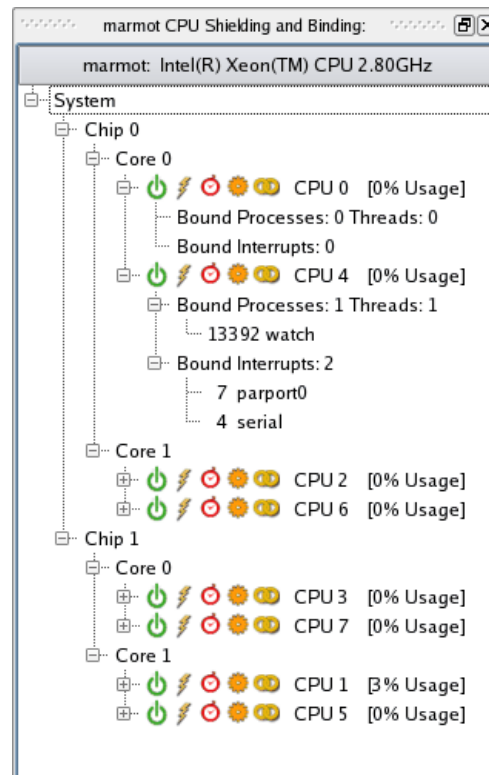 marmot CPU Shielding and Binding:
marmot: Intel(R) Xeon(TM) CPU 2.80GHz
System
Chip 0
Core 0
CPU 0 [0% Usage]
Bound Processes: 0 Threads: 0
Bound Interrupts: 0
CPU 4 [0% Usage]
Bound Processes: 1 Threads: 1
13392 watch
Bound Interrupts: 2
7 parport0
4 serial
Core 1
CPU 2 [0% Usage]
CPU 6 [0% Usage]
Chip 1
Core 0
CPU 3 [0% Usage]
CPU 7 [0% Usage]
Core 1
CPU 1 [3% Usage]
CPU 5 [0% Usage]